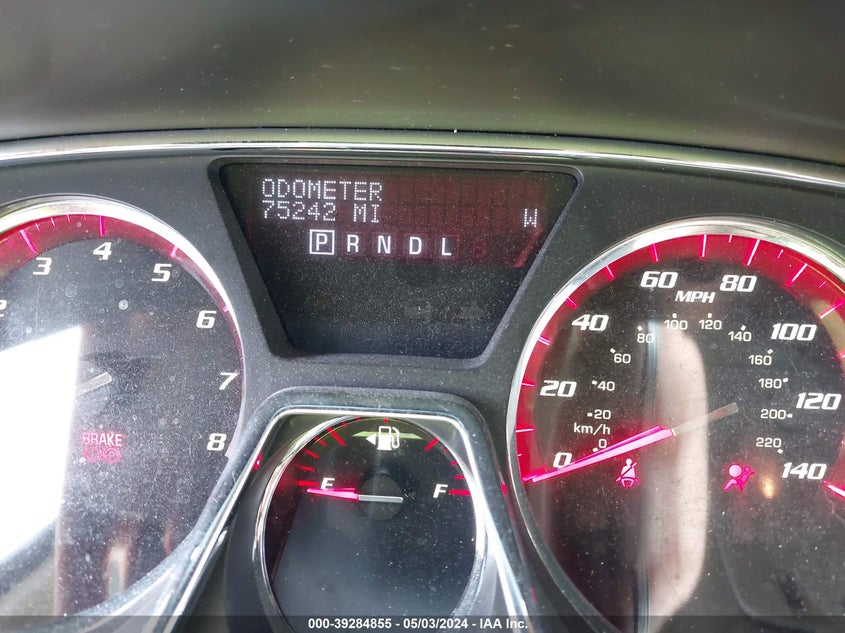 ODOMETER
75242 MI
W
P R N D L
2 3 4 5 6 7 8
BRAKE
E F
0 20 40 60 80 100 120 140
MPH
0 20 40 60 80 100 120 140 160 180 200 220
km/h
000-39284855 - 05/03/2024 - IAA Inc.